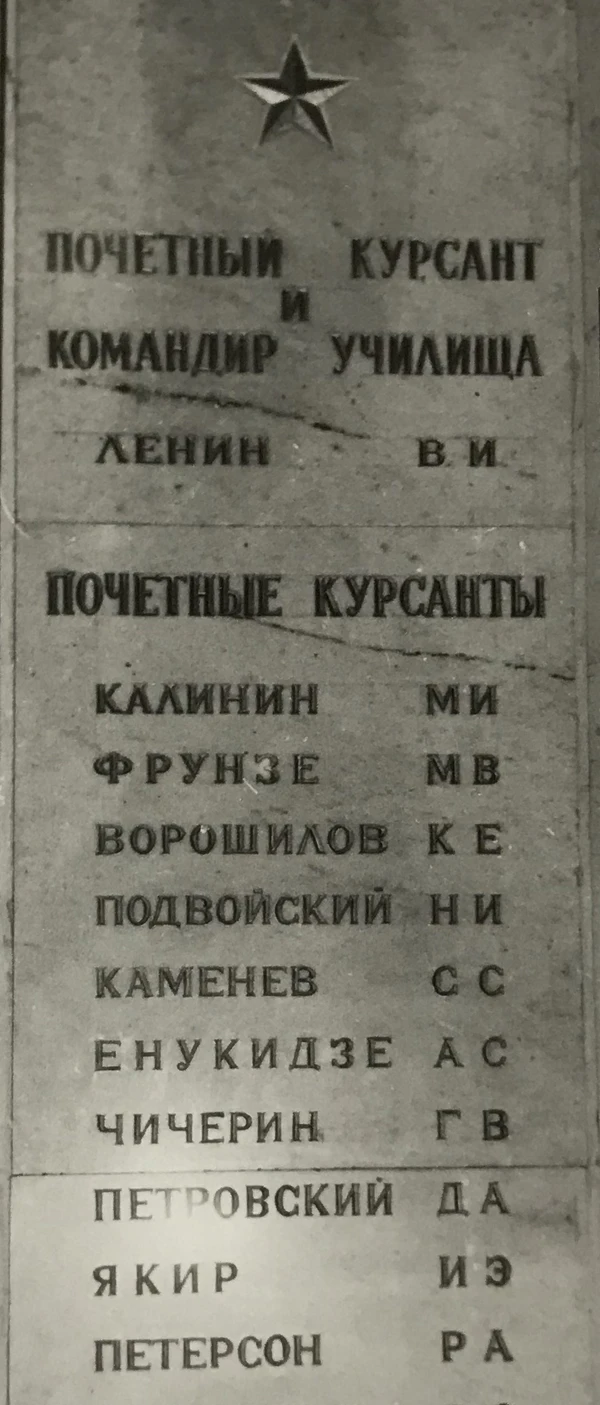 ПОЧЕТНЫЙ КУРСАНТ
И
КОМАНДИР УЧИЛИЩА
ЛЕНИН В И
ПОЧЕТНЫЕ КУРСАНТЫ
КАЛИНИН М И
ФРУНЗЕ М В
ВОРОШИЛОВ К Е
ПОДВОЙСКИЙ Н И
КАМЕНЕВ С С
ЕНУКИДЗЕ А С
ЧИЧЕРИН Г В
ПЕТРОВСКИЙ Д А
ЯКИР И Э
ПЕТЕРСОН Р А